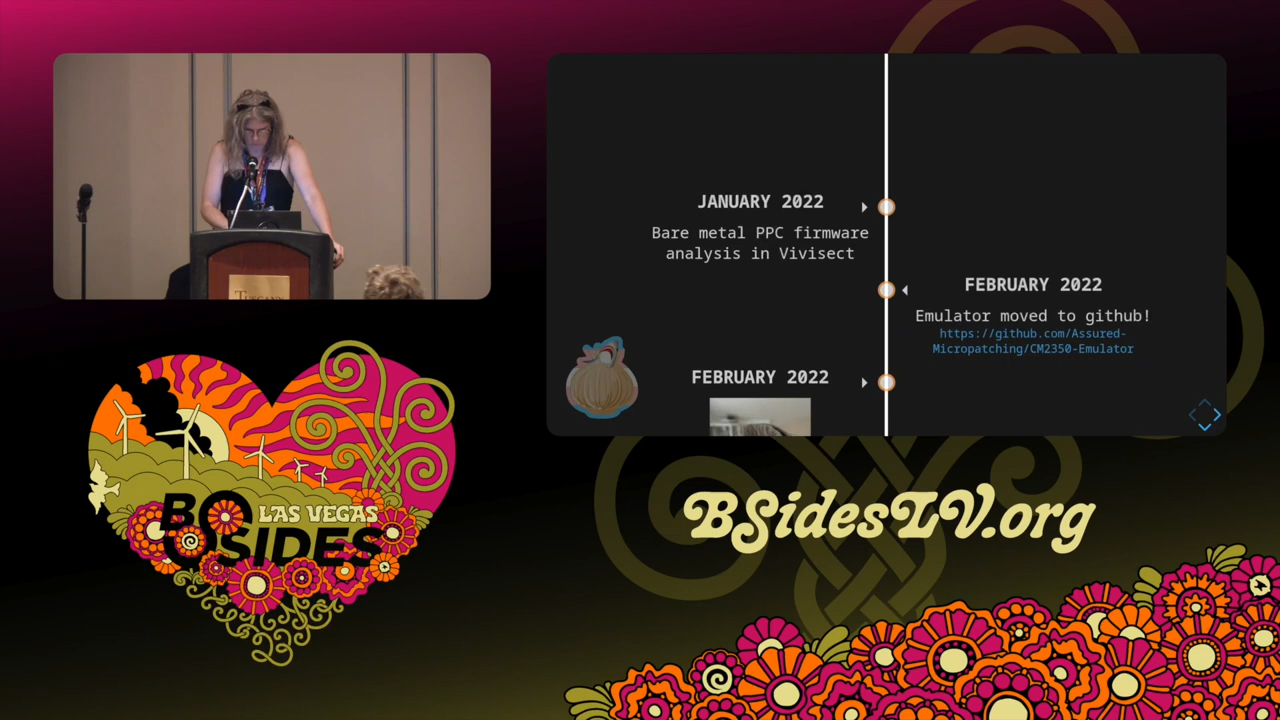 JANUARY 2022
Bare metal PPC firmware
analysis in Vivisect
FEBRUARY 2022
Emulator moved to github!
https://github.com/Assured-
Micropatching/CM2350-Emulator
FEBRUARY 2022
BSidesLV.org
LAS VEGAS
BSIDES